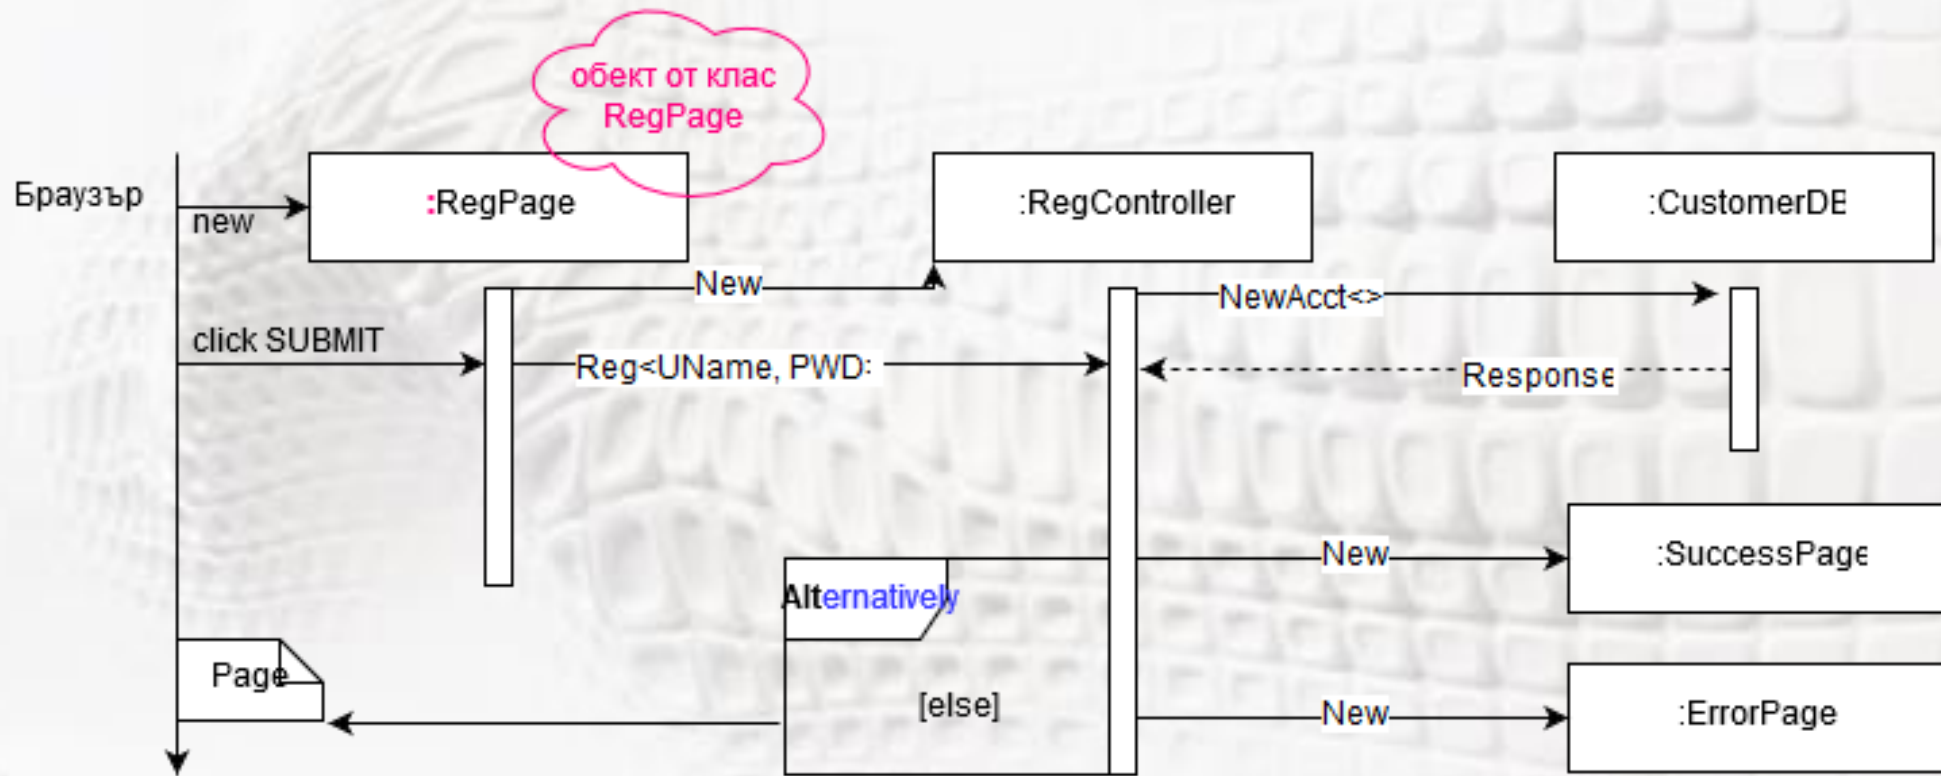 обект от клас
RegPage
Браузър
new
:RegPage
:RegController
:CustomerDE
New
NewAcct<>
click SUBMIT
Reg<UName, PWD:
Response
New
:SuccessPage
Alternatively
Page
[else]
New
:ErrorPage